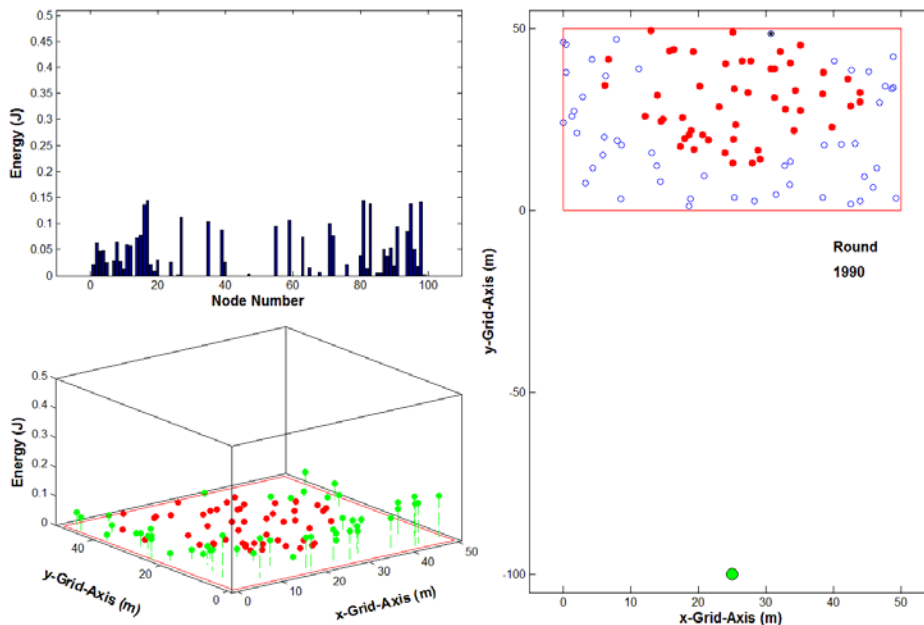 0.5
0.45
0.4
0.35
0.3
0.25
0.2
0.15
0.1
0.05
0
Energy (J)
0 20 40 60 80 100
Node Number
0.5
0.4
0.3
0.2
0.1
0
Energy (J)
40
20
0
y-Grid-Axis (m)
0 10 20 30 40 50
x-Grid-Axis (m)
50
0
-50
-100
y-Grid-Axis (m)
Round
1990
0 10 20 30 40 50
x-Grid-Axis (m)